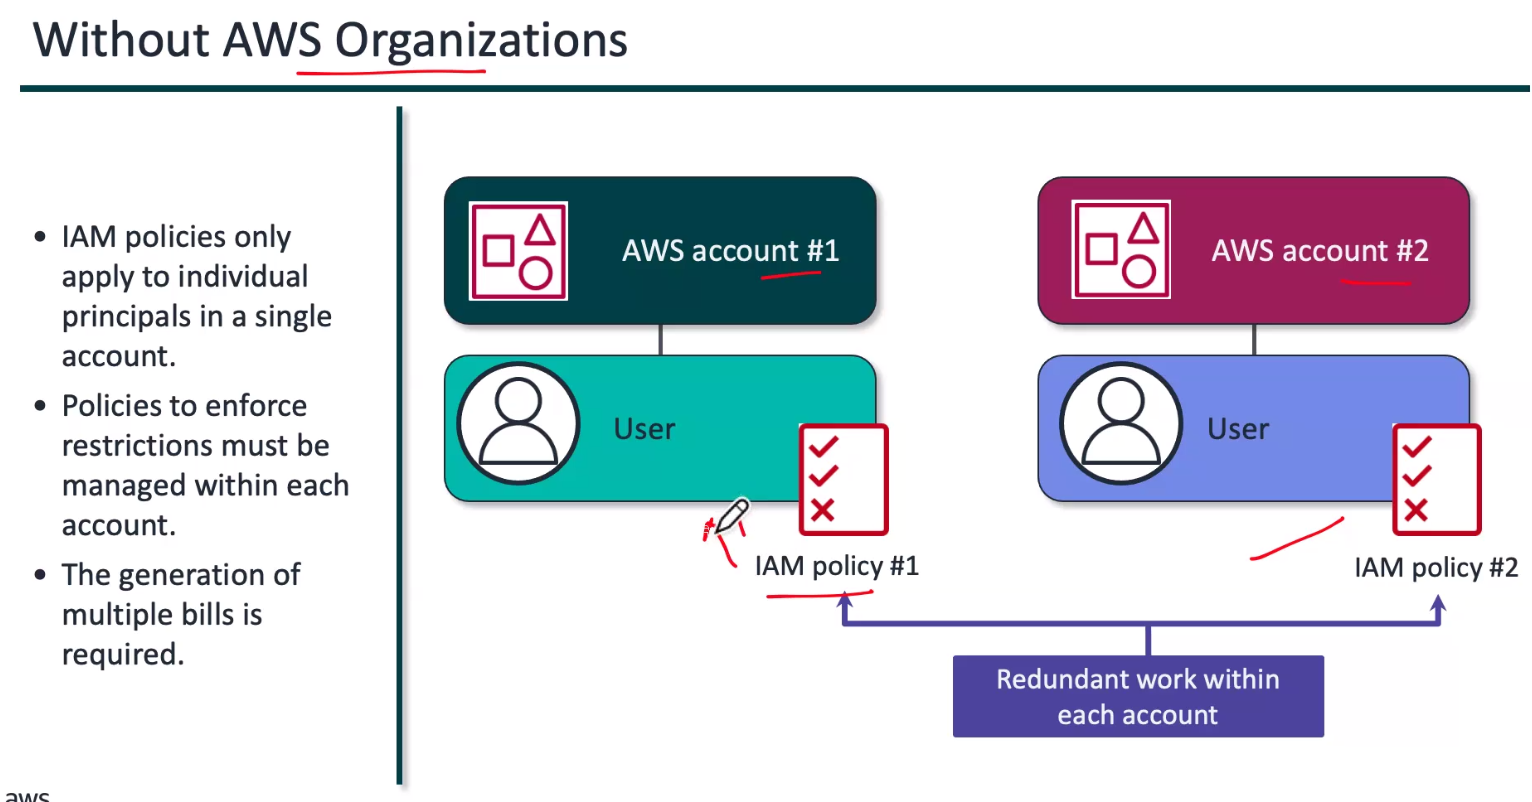 Without AWS Organizations
• IAM policies only
apply to individual
principals in a single
account.
• Policies to enforce
restrictions must be
managed within each
account.
• The generation of
multiple bills is
required.
AWS account #1
User
IAM policy #1
AWS account #2
User
IAM policy #2
Redundant work within
each account
aws